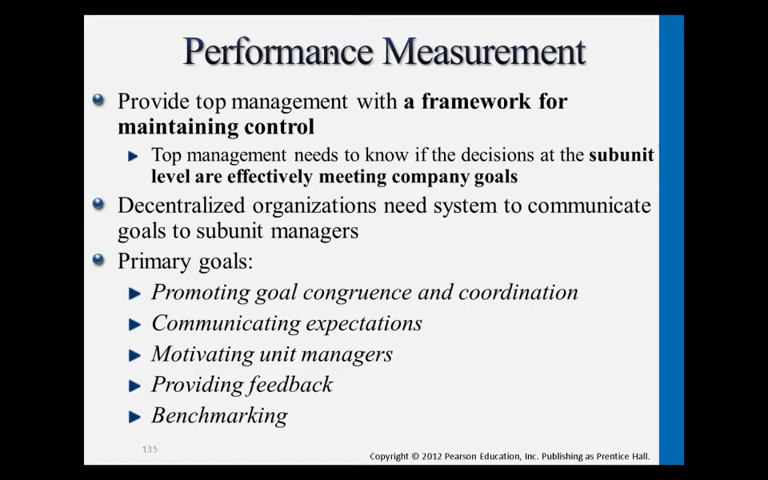 Performance Measurement
Provide top management with a framework for
maintaining control
Top management needs to know if the decisions at the subunit
level are effectively meeting company goals
Decentralized organizations need system to communicate
goals to subunit managers
Primary goals:
Promoting goal congruence and coordination
Communicating expectations
Motivating unit managers
Providing feedback
Benchmarking
135
Copyright © 2012 Pearson Education, Inc. Publishing as Prentice Hall.